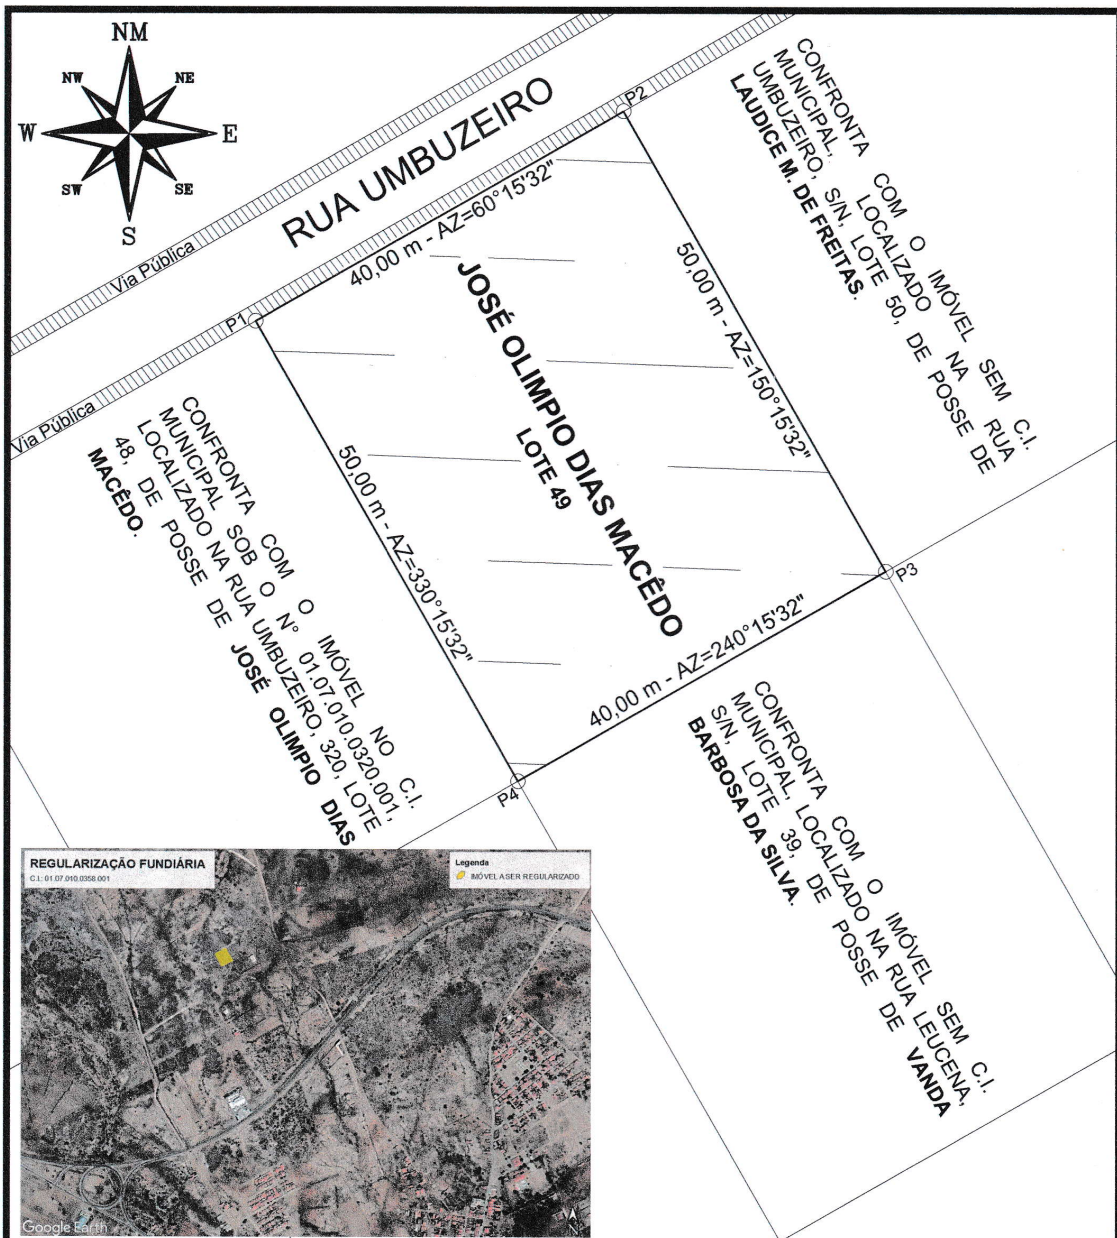 NM
NW
NE
W
E
SW
SE
S
RUA UMBUZEIRO
Via Pública
Via Pública
P1
P2
P3
P4
40,00 m - AZ=60°15'32"
50,00 m - AZ=150°15'32"
40,00 m - AZ=240°15'32"
50,00 m - AZ=330°15'32"
JOSÉ OLIMPIO DIAS MACÊDO
LOTE 49
CONFRONTA COM O IMÓVEL SEM C.I.
MUNICIPAL, LOCALIZADO NA RUA
UMBUZEIRO, S/N, LOTE 50, DE POSSE DE
LAUDICE M. DE FREITAS.
CONFRONTA COM O IMÓVEL NO C.I.
MUNICIPAL SOB O Nº 01.07.010.0320.001,
LOCALIZADO NA RUA UMBUZEIRO, 320, LOTE
48, DE POSSE DE JOSÉ OLIMPIO DIAS
MACÊDO.
CONFRONTA COM O IMÓVEL SEM C.I.
MUNICIPAL, LOCALIZADO NA RUA LEUCENA,
S/N, LOTE 39, DE POSSE DE VANDA
BARBOSA DA SILVA.
REGULARIZAÇÃO FUNDIÁRIA
C.I.: 01.07.010.0358.001
Legenda
IMÓVEL A SER REGULARIZADO
Google Earth
N